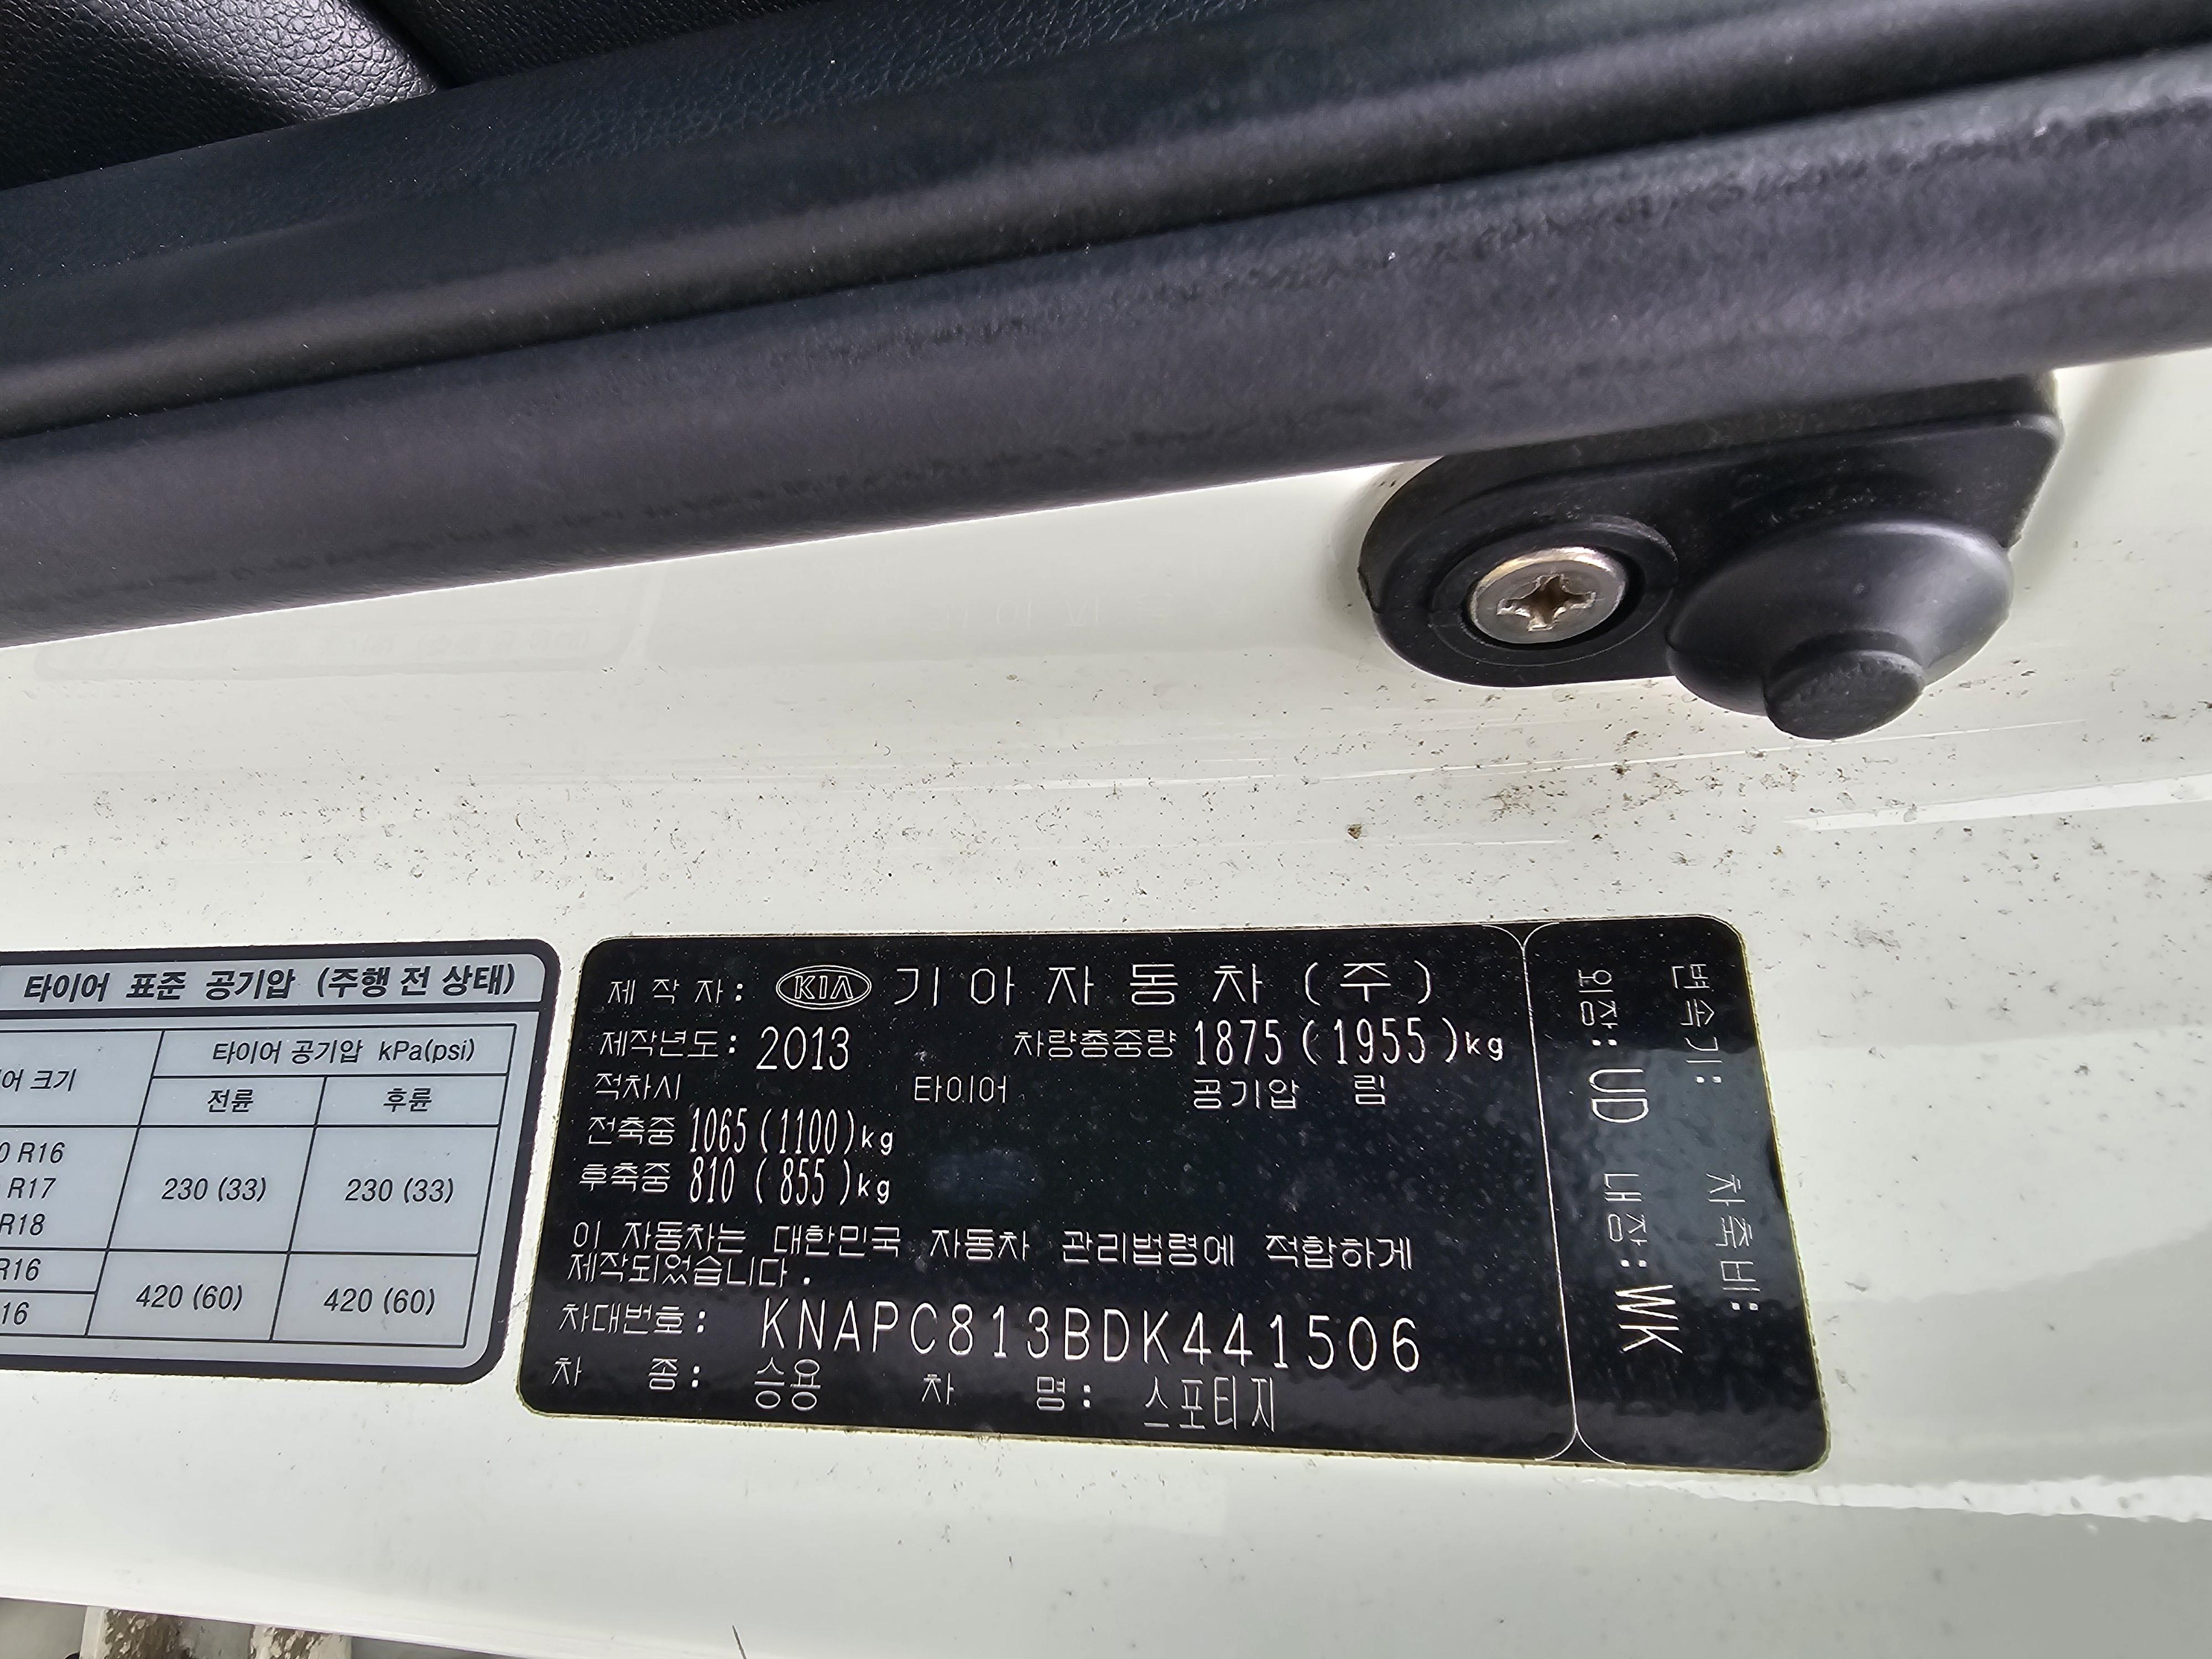 타이어 표준 공기압 (주행 전 상태)
어 크기
타이어 공기압 kPa(psi)
전륜 후륜
0 R16
R17
R18
230 (33) 230 (33)
R16
16
420 (60) 420 (60)
제 작 자: KIA 기 아 자 동 차 (주)
제작년도: 2013 차량총중량 1875 (1955)kg
적차시 타이어 공기압 림
전축중 1065 (1100)kg
후축중 810 (855)kg
이 자동차는 대한민국 자동차 관리법령에 적합하게
제작되었습니다.
차대번호: KNAPC813BDK441506
차 종: 승용 차 명: 스포티지
변속기: 차축비:
외장: UD 내장: WK